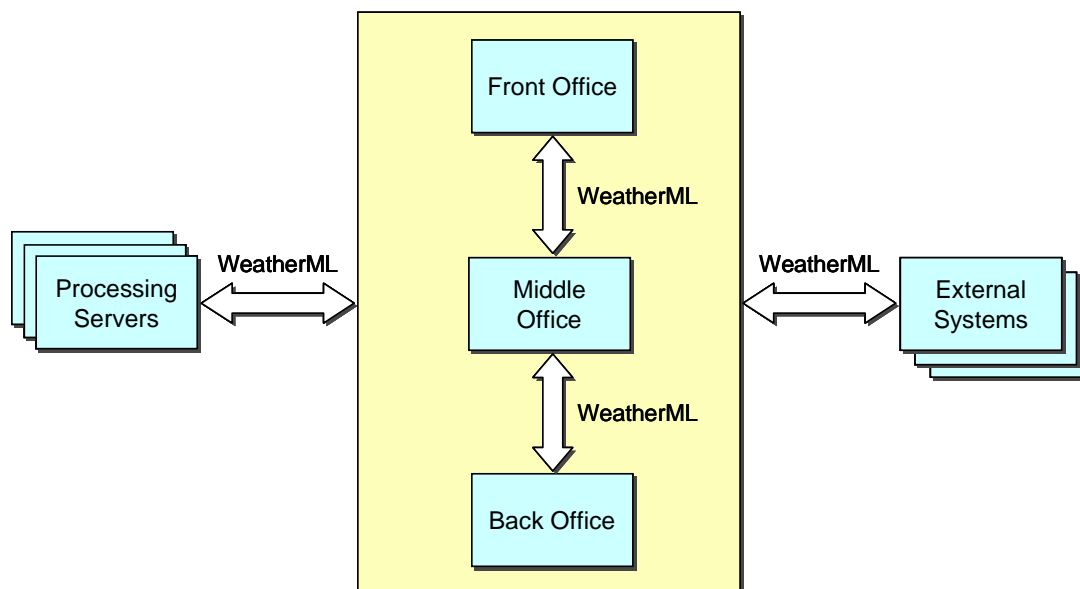 Front Office
WeatherML
WeatherML
Processing
Servers
Middle
Office
WeatherML
External
Systems
WeatherML
Back Office